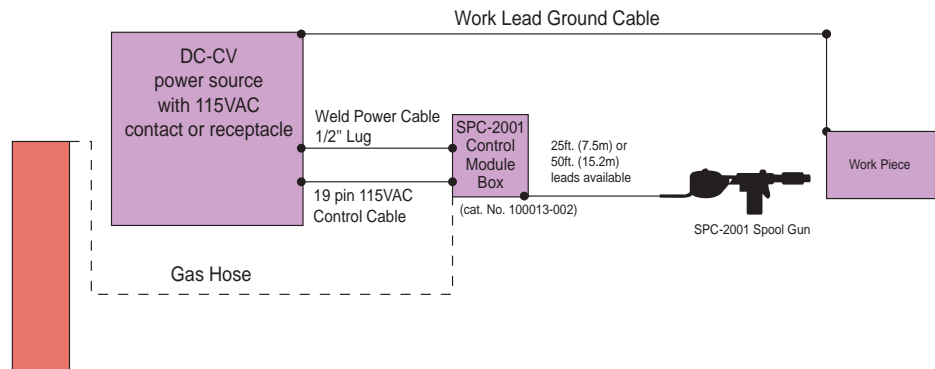 Work Lead Ground Cable
DC-CV
power source
with 115VAC
contact or receptacle
Weld Power Cable
1/2" Lug
19 pin 115VAC
Control Cable
SPC-2001
Control
Module
Box
(cat. No. 100013-002)
25ft. (7.5m) or
50ft. (15.2m)
leads available
SPC-2001 Spool Gun
Work Piece
Gas Hose